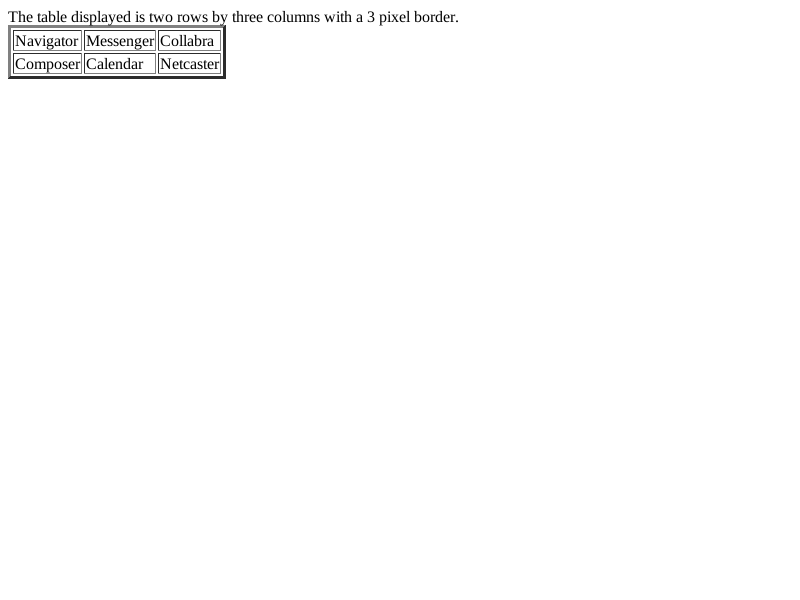 The table displayed is two rows by three columns with a 3 pixel border.
Navigator Messenger Collabra
Composer Calendar Netcaster